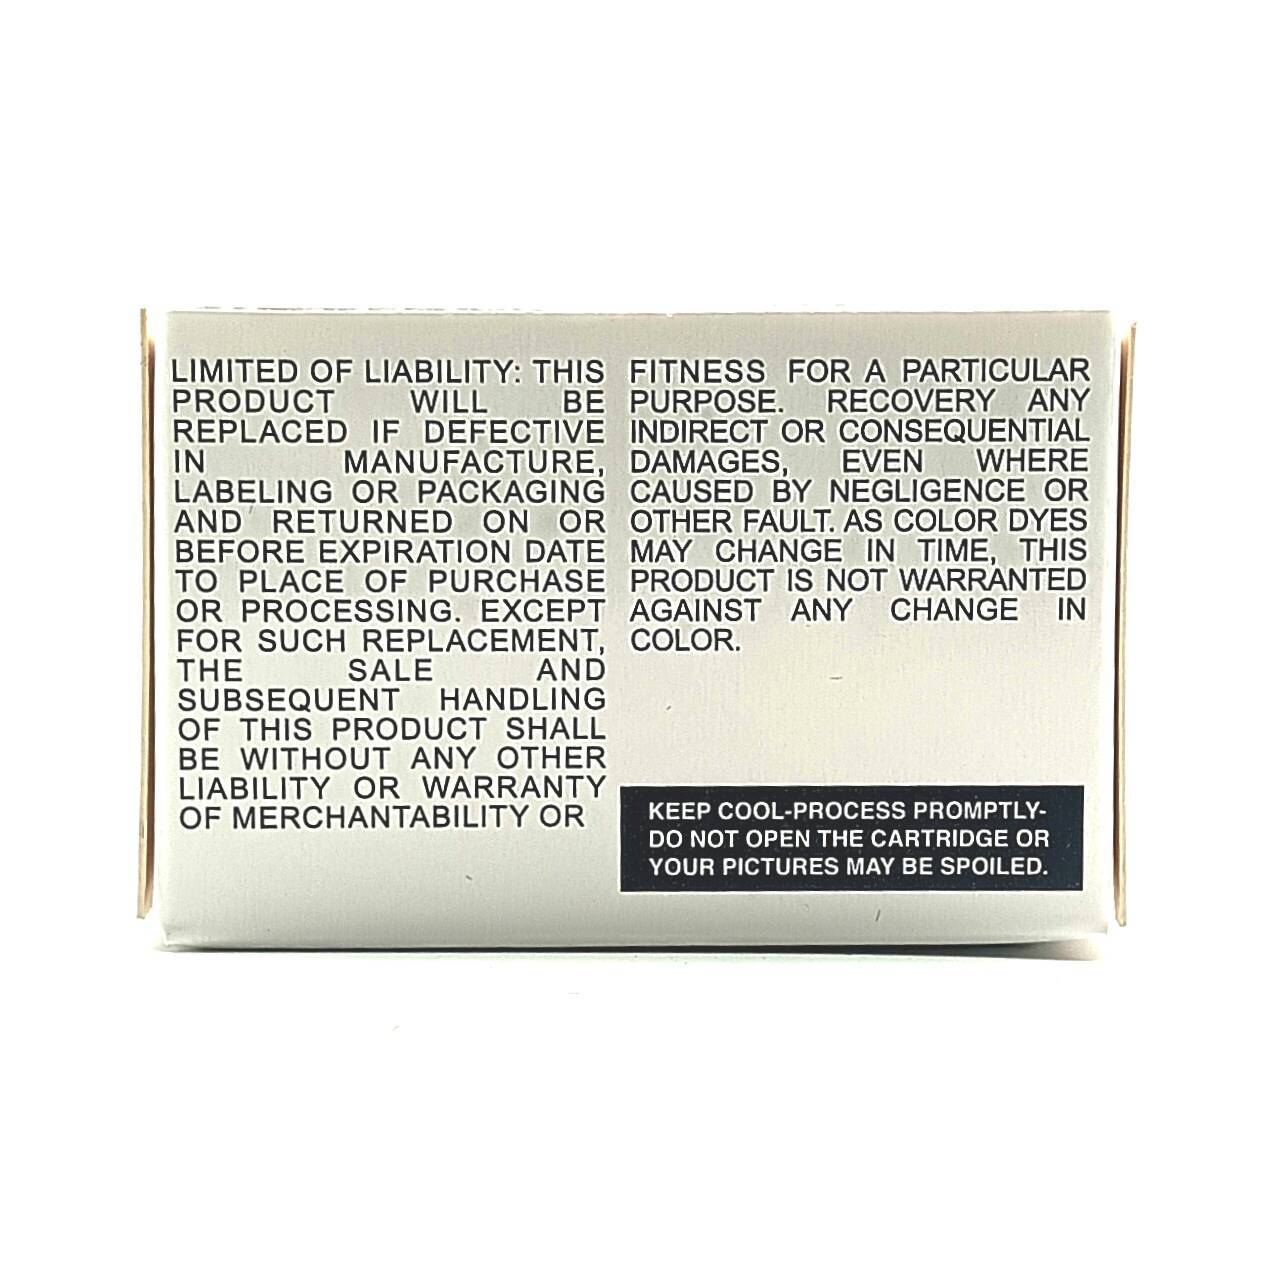 LIMITED OF LIABILITY: THIS
PRODUCT WILL BE
REPLACED IF DEFECTIVE
IN MANUFACTURE,
LABELING OR PACKAGING
AND RETURNED ON OR
BEFORE EXPIRATION DATE
TO PLACE OF PURCHASE
OR PROCESSING. EXCEPT
FOR SUCH REPLACEMENT,
THE SALE AND
SUBSEQUENT HANDLING
OF THIS PRODUCT SHALL
BE WITHOUT ANY OTHER
LIABILITY OR WARRANTY
OF MERCHANTABILITY OR
FITNESS FOR A PARTICULAR
PURPOSE. RECOVERY ANY
INDIRECT OR CONSEQUENTIAL
DAMAGES, EVEN WHERE
CAUSED BY NEGLIGENCE OR
OTHER FAULT. AS COLOR DYES
MAY CHANGE IN TIME, THIS
PRODUCT IS NOT WARRANTED
AGAINST ANY CHANGE IN
COLOR.
KEEP COOL-PROCESS PROMPTLY-
DO NOT OPEN THE CARTRIDGE OR
YOUR PICTURES MAY BE SPOILED.